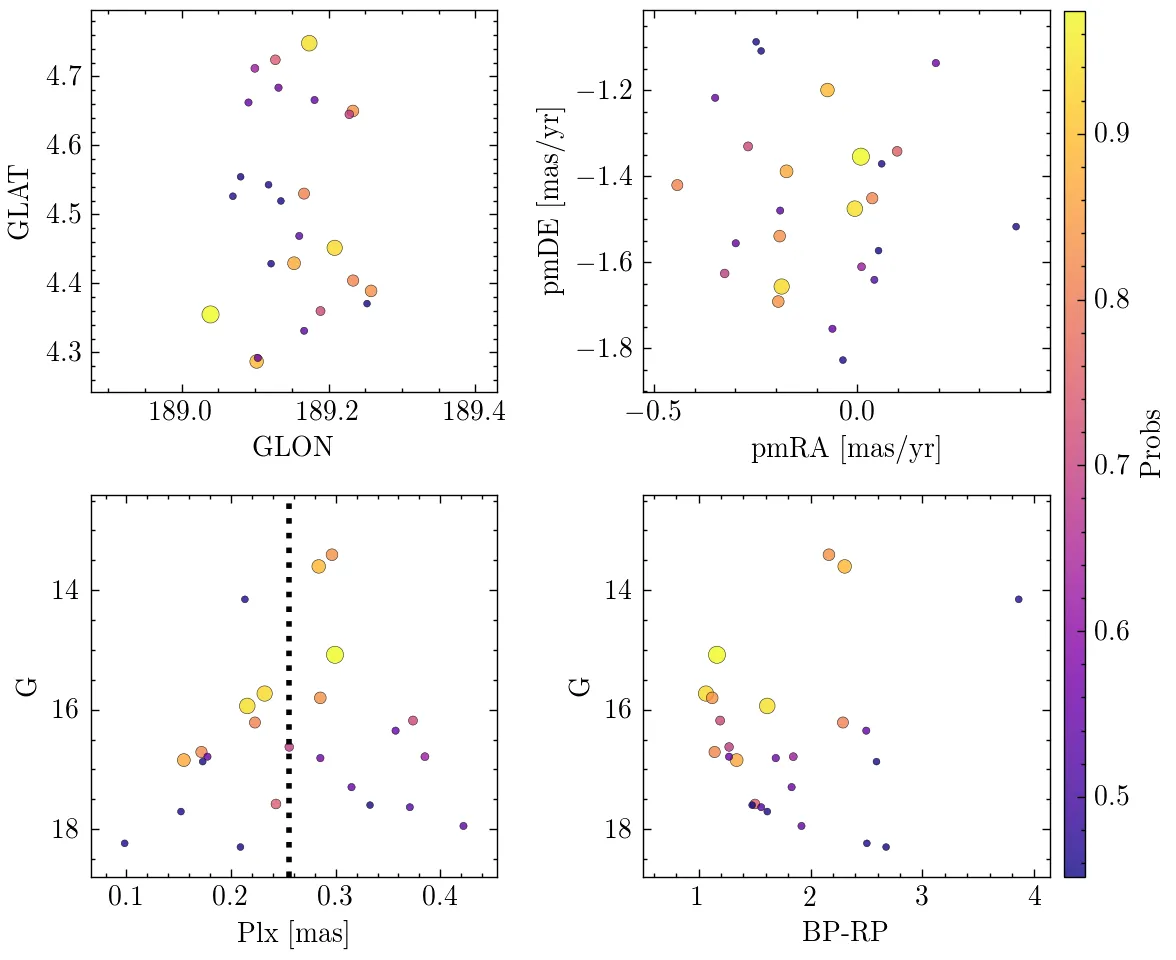 4.7
4.6
4.5
4.4
4.3
GLAT
189.0 189.2 189.4
GLON
−1.2
−1.4
−1.6
−1.8
pmDE [mas/yr]
−0.5 0.0
pmRA [mas/yr]
0.9
0.8
0.7
0.6
0.5
Probs
14
16
18
G
0.1 0.2 0.3 0.4
Plx [mas]
14
16
18
G
1 2 3 4
BP-RP